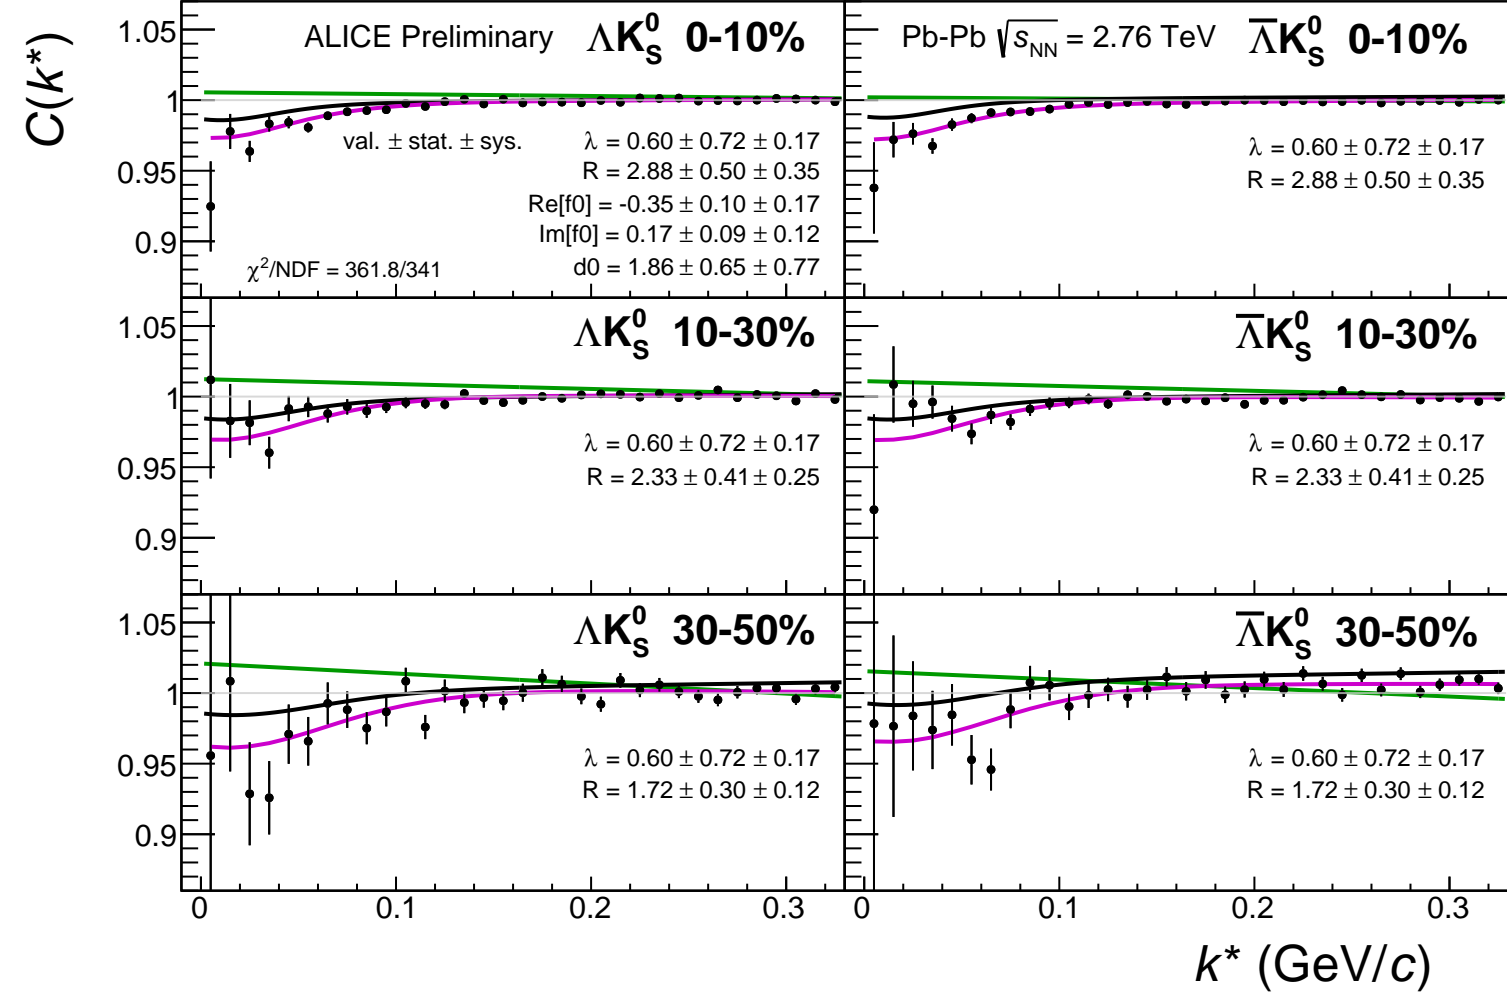 C(k*)
ALICE Preliminary ΛK⁰_S 0-10%
val. ± stat. ± sys.
λ = 0.60 ± 0.72 ± 0.17
R = 2.88 ± 0.50 ± 0.35
Re[f0] = -0.35 ± 0.10 ± 0.17
Im[f0] = 0.17 ± 0.09 ± 0.12
d0 = 1.86 ± 0.65 ± 0.77
χ²/NDF = 361.8/341
1.05
1
0.95
0.9
Pb-Pb √s_NN = 2.76 TeV Λ̅K⁰_S 0-10%
λ = 0.60 ± 0.72 ± 0.17
R = 2.88 ± 0.50 ± 0.35
ΛK⁰_S 10-30%
λ = 0.60 ± 0.72 ± 0.17
R = 2.33 ± 0.41 ± 0.25
1.05
1
0.95
0.9
Λ̅K⁰_S 10-30%
λ = 0.60 ± 0.72 ± 0.17
R = 2.33 ± 0.41 ± 0.25
ΛK⁰_S 30-50%
λ = 0.60 ± 0.72 ± 0.17
R = 1.72 ± 0.30 ± 0.12
1.05
1
0.95
0.9
Λ̅K⁰_S 30-50%
λ = 0.60 ± 0.72 ± 0.17
R = 1.72 ± 0.30 ± 0.12
0 0.1 0.2 0.3 0 0.1 0.2 0.3
k* (GeV/c)